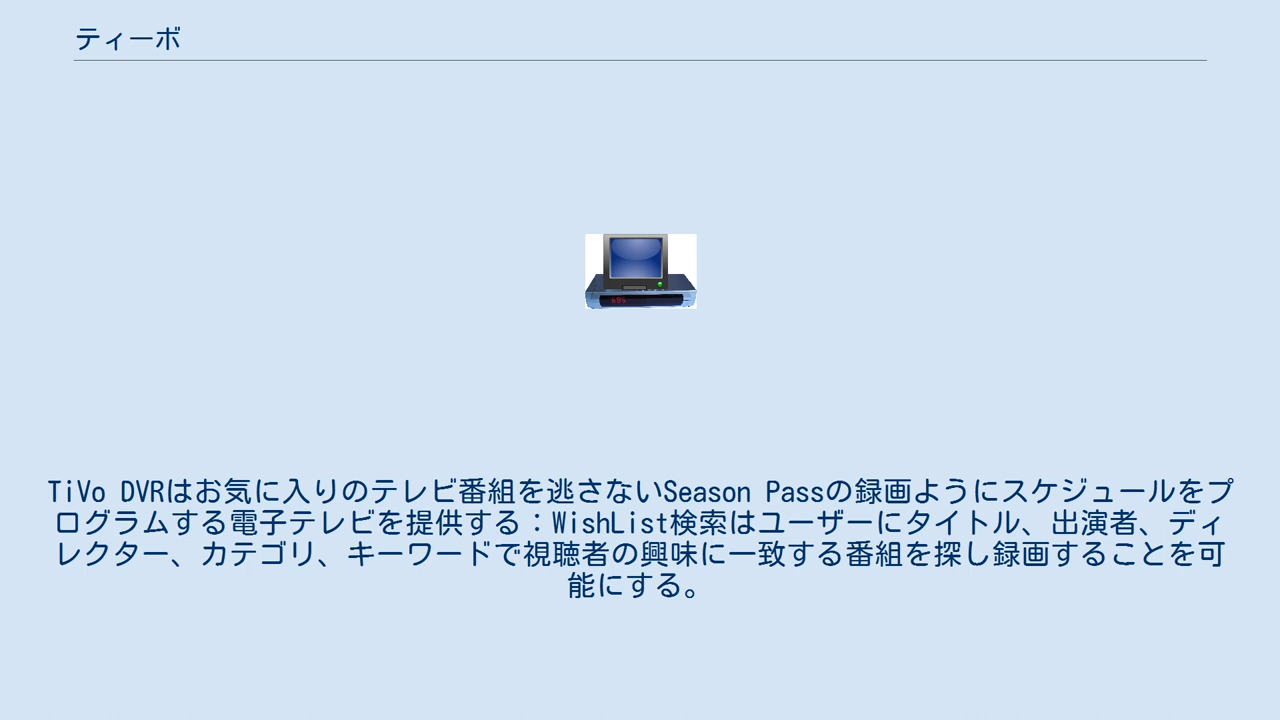 ティーボ
TiVo DVRはお気に入りのテレビ番組を逃さないSeason Passの録画ようにスケジュールをプ
ログラムする電子テレビを提供する：WishList検索はユーザーにタイトル、出演者、ディ
レクター、カテゴリ、キーワードで視聴者の興味に一致する番組を探し録画することを可
能にする。